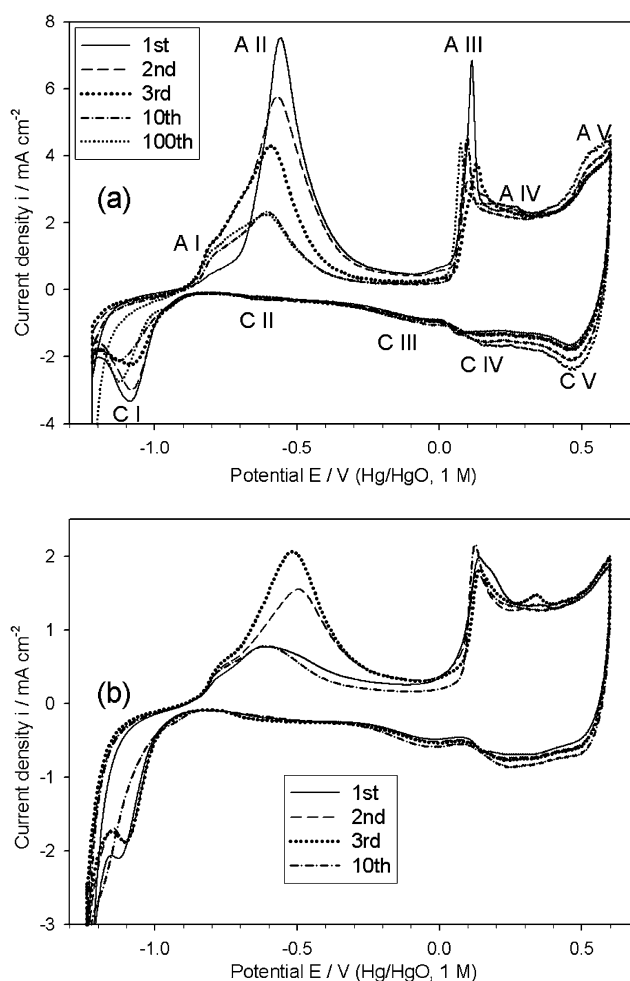 8
6
4
2
0
-2
-4
Current density i / mA cm-2
1st
2nd
3rd
10th
100th
(a)
A I
A II
A III
A IV
A V
C I
C II
C III
C IV
C V
-1.0
-0.5
0.0
0.5
Potential E / V (Hg/HgO, 1 M)
2
1
0
-1
-2
-3
Current density i / mA cm-2
(b)
1st
2nd
3rd
10th
-1.0
-0.5
0.0
0.5
Potential E / V (Hg/HgO, 1 M)